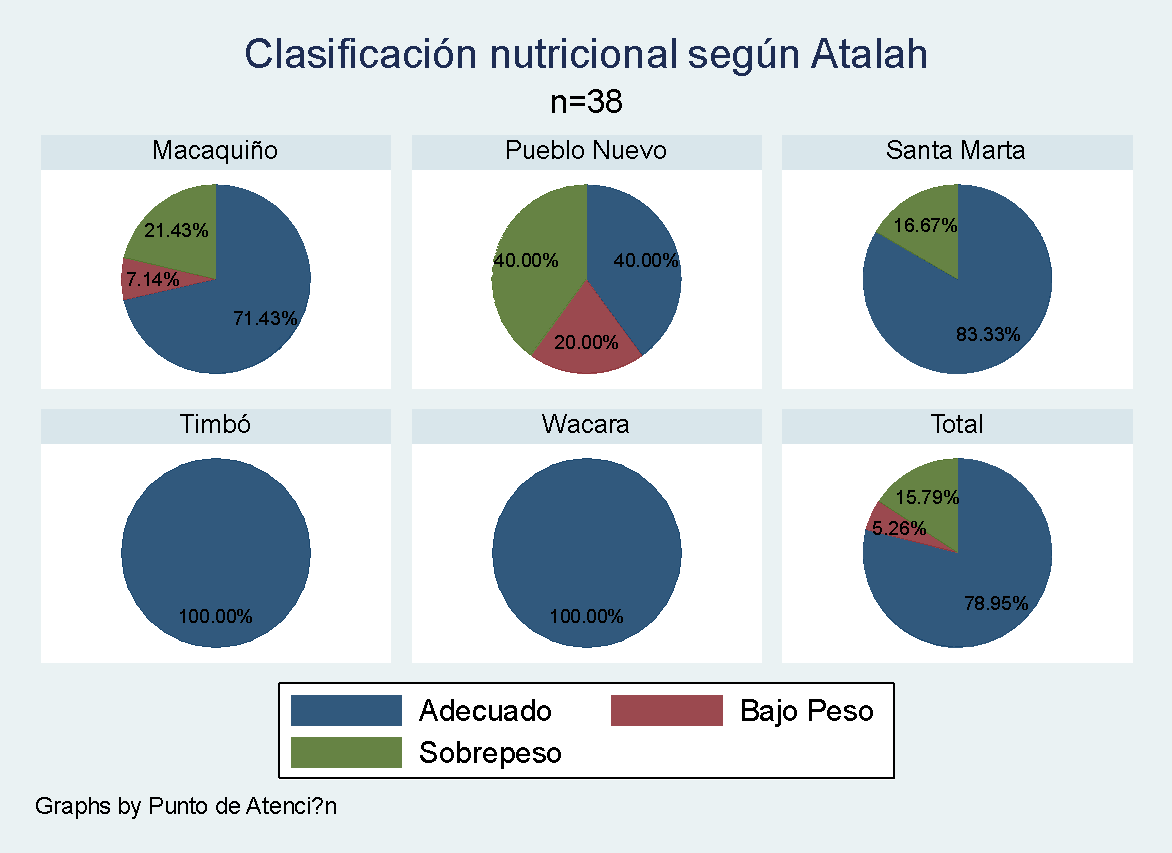 Clasificación nutricional según Atalah
n=38
Macaquiño
21.43%
7.14%
71.43%
Pueblo Nuevo
40.00%
40.00%
20.00%
Santa Marta
16.67%
83.33%
Timbó
100.00%
Wacara
100.00%
Total
15.79%
5.26%
78.95%
Adecuado
Bajo Peso
Sobrepeso
Graphs by Punto de Atenci?n